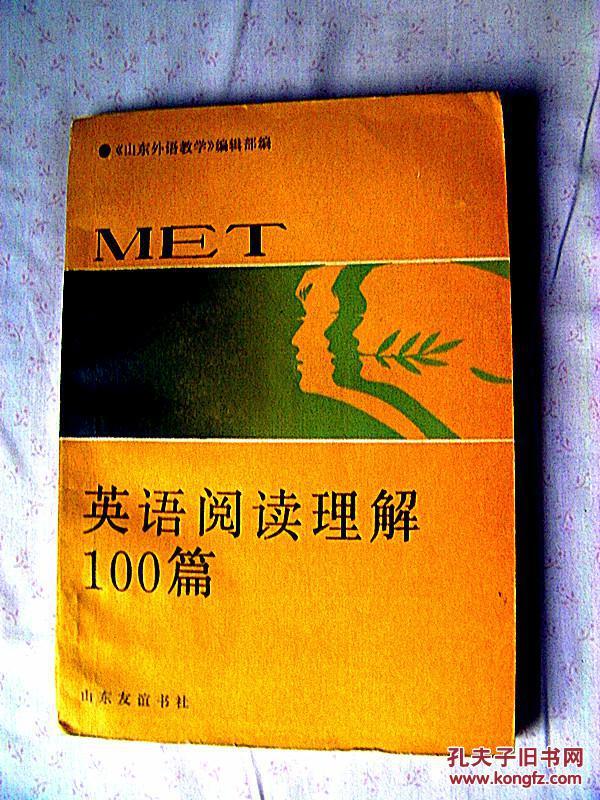 ●《山东外语教学》编辑部编
MET
英语阅读理解
100篇
山东友谊书社
孔夫子旧书网
www.kongfz.com